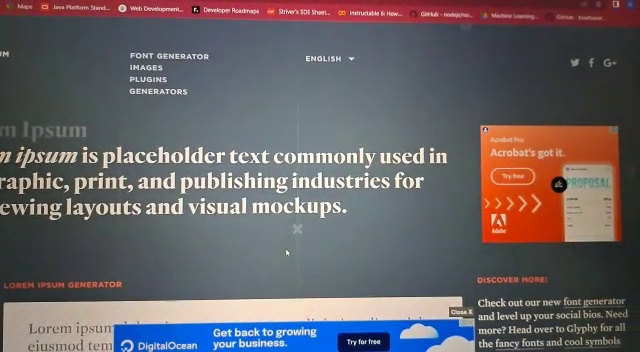 Maps Java Platform Stand... Web Development... Developer Roadmaps Striver's SDE Sheet... Instructable 6: How... GitHub - nodejs/no... Machine Learning...
FONT GENERATOR
IMAGES
PLUGINS
GENERATORS
ENGLISH
G+
m Ipsum
m ipsum is placeholder text commonly used in
raphic, print, and publishing industries for
ewing layouts and visual mockups.
Acrobat Pro
Acrobat's got it.
Try free
PROPOSAL
Adobe
LOREM IPSUM GENERATOR
DISCOVER MORE!
Check out our new font generator
and level up your social bios. Need
more? Head over to Glyphy for all
the fancy fonts and cool symbols
Close X
Lorem ipsum
eiusmod tem
DigitalOcean
Get back to growing
your business.
Try for free